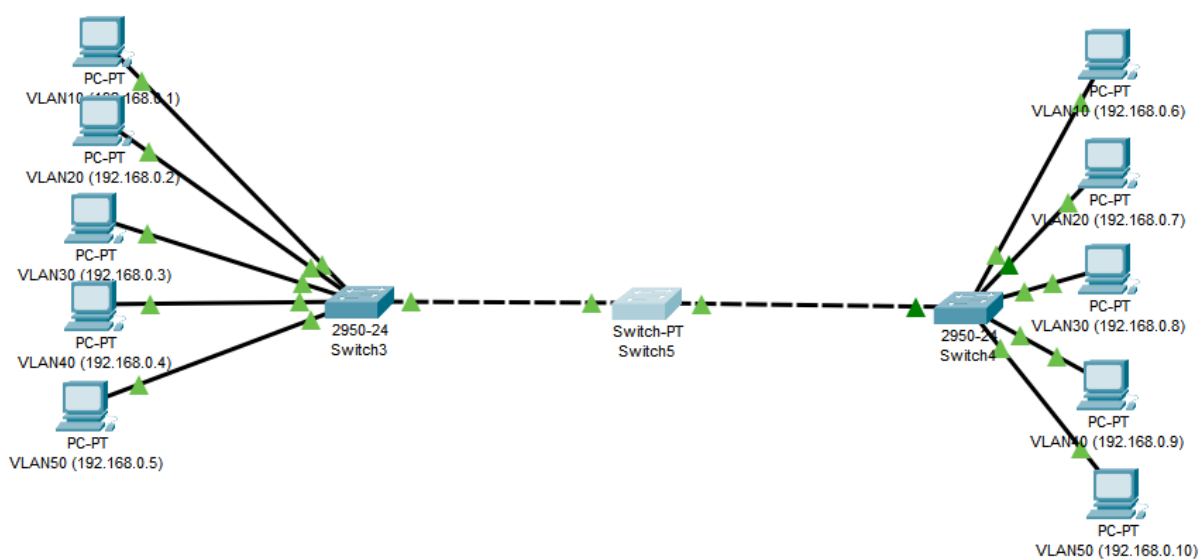 PC-PT
VLAN10 (192.168.0.1)
PC-PT
VLAN20 (192.168.0.2)
PC-PT
VLAN30 (192.168.0.3)
PC-PT
VLAN40 (192.168.0.4)
PC-PT
VLAN50 (192.168.0.5)
2950-24
Switch3
Switch-PT
Switch5
2950-24
Switch4
PC-PT
VLAN10 (192.168.0.6)
PC-PT
VLAN20 (192.168.0.7)
PC-PT
VLAN30 (192.168.0.8)
PC-PT
VLAN40 (192.168.0.9)
PC-PT
VLAN50 (192.168.0.10)